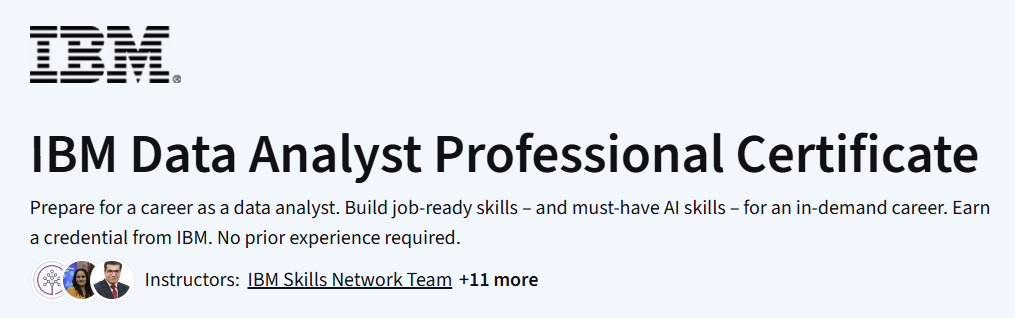 IBM®
IBM Data Analyst Professional Certificate
Prepare for a career as a data analyst. Build job-ready skills – and must-have AI skills – for an in-demand career. Earn
a credential from IBM. No prior experience required.
Instructors: IBM Skills Network Team +11 more